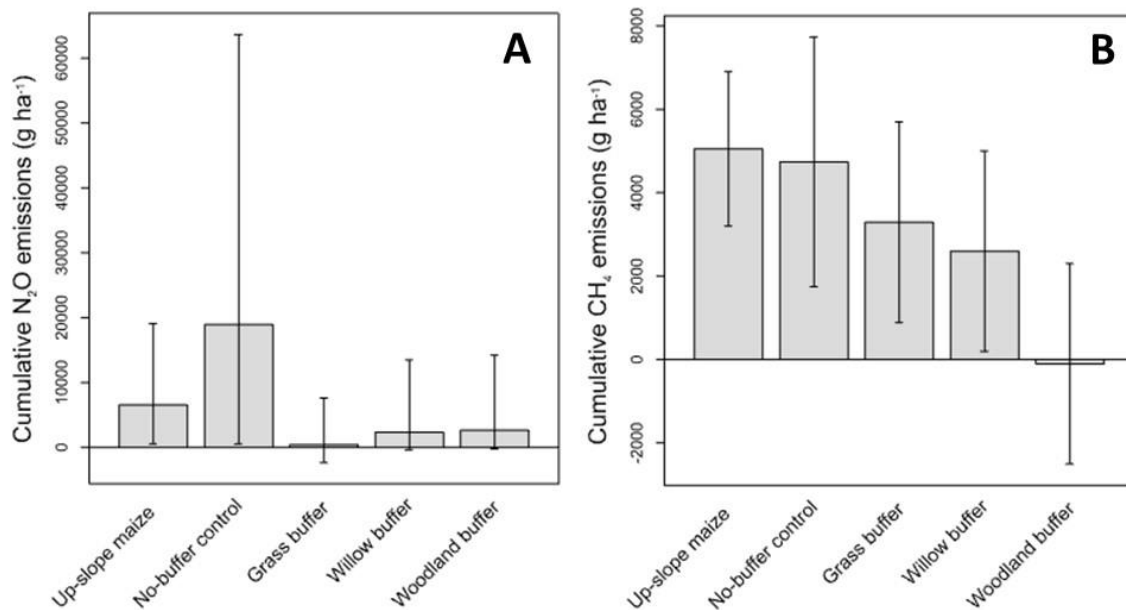 A
Cumulative N₂O emissions (g ha⁻¹)
60000
50000
40000
30000
20000
10000
0
Up-slope maize
No-buffer control
Grass buffer
Willow buffer
Woodland buffer
B
Cumulative CH₄ emissions (g ha⁻¹)
8000
6000
4000
2000
0
-2000
Up-slope maize
No-buffer control
Grass buffer
Willow buffer
Woodland buffer